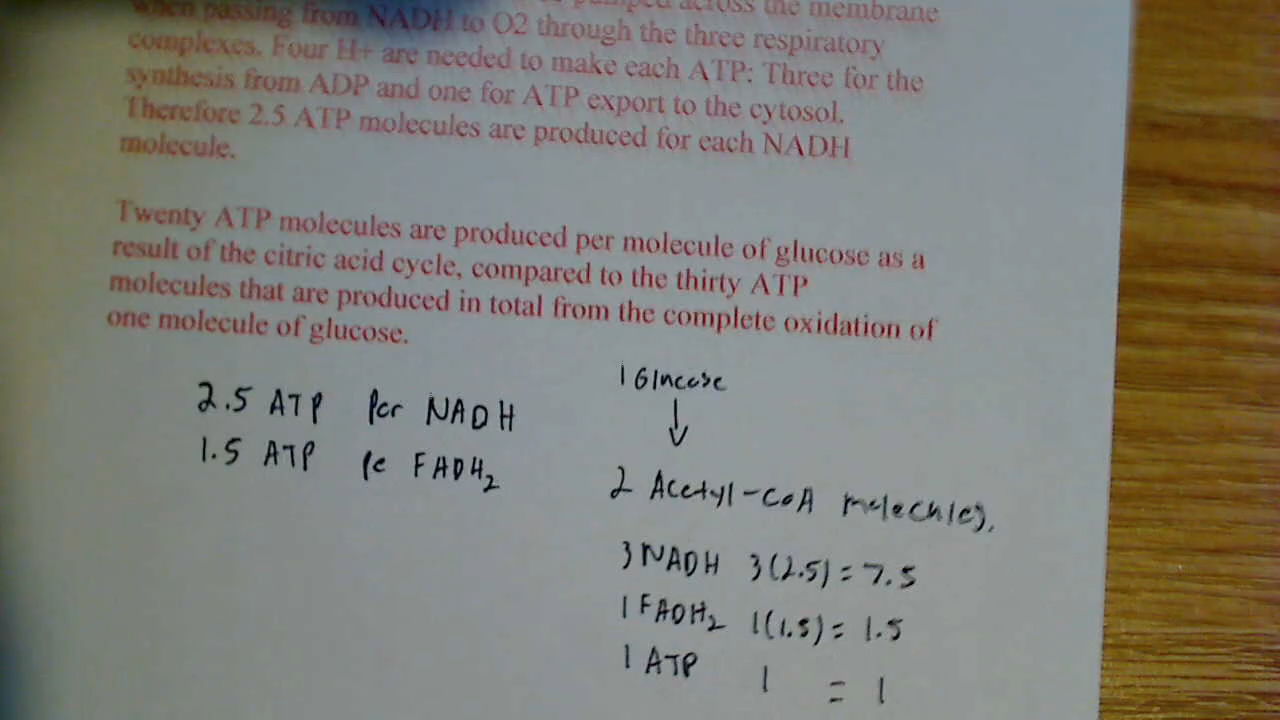 pumped across the membrane
when passing from NADH to O2 through the three respiratory
complexes. Four H+ are needed to make each ATP: Three for the
synthesis from ADP and one for ATP export to the cytosol.
Therefore 2.5 ATP molecules are produced for each NADH
molecule.
Twenty ATP molecules are produced per molecule of glucose as a
result of the citric acid cycle, compared to the thirty ATP
molecules that are produced in total from the complete oxidation of
one molecule of glucose.
2.5 ATP Per NADH
1.5 ATP Pe FADH2
1 Glucose
↓
2 Acetyl-CoA molecules.
3 NADH 3(2.5) = 7.5
1 FADH2 1(1.5) = 1.5
1 ATP 1 = 1